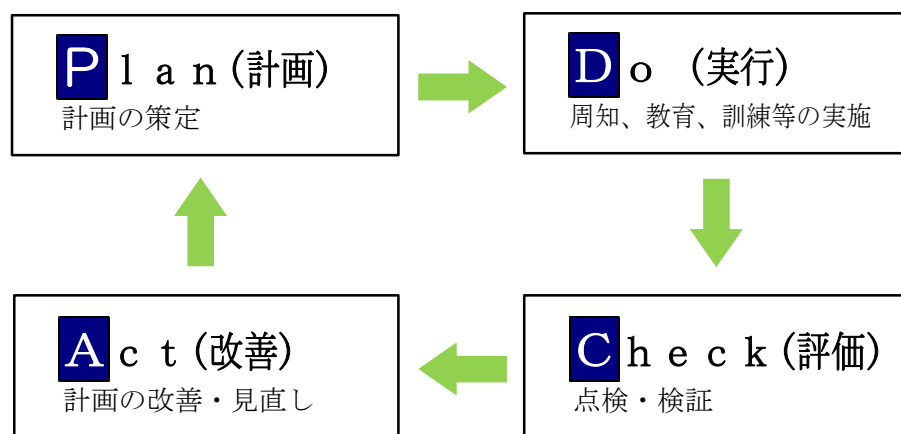 Ｐｌａｎ(計画)
計画の策定
Ｄｏ　(実行)
周知、教育、訓練等の実施
Ａｃｔ(改善)
計画の改善・見直し
Ｃｈｅｃｋ(評価)
点検・検証